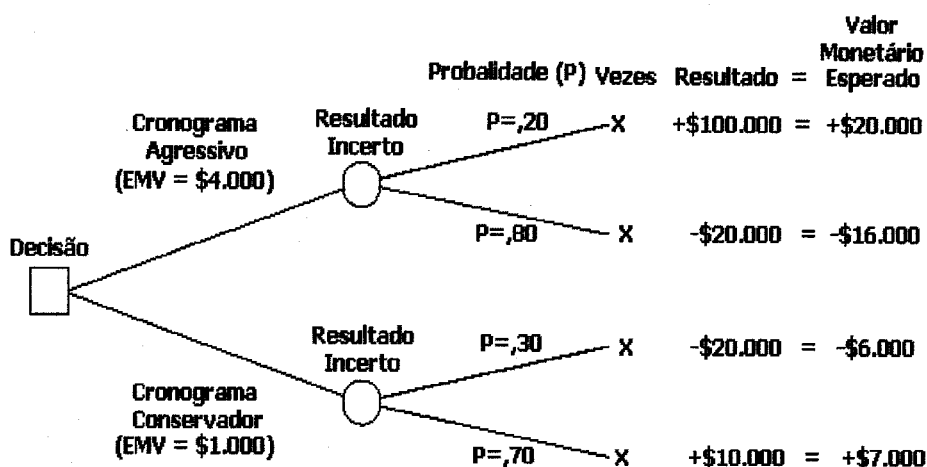 Valor
Monetário
Probalidade (P) Vezes Resultado = Esperado
Cronograma
Agressivo
(EMV = $4.000)
Resultado
Incerto
P=,20 X +$100.000 = +$20.000
P=,80 X -$20.000 = -$16.000
Decisão
Resultado
Incerto
P=,30 X -$20.000 = -$6.000
Cronograma
Conservador
(EMV = $1.000)
P=,70 X +$10.000 = +$7.000